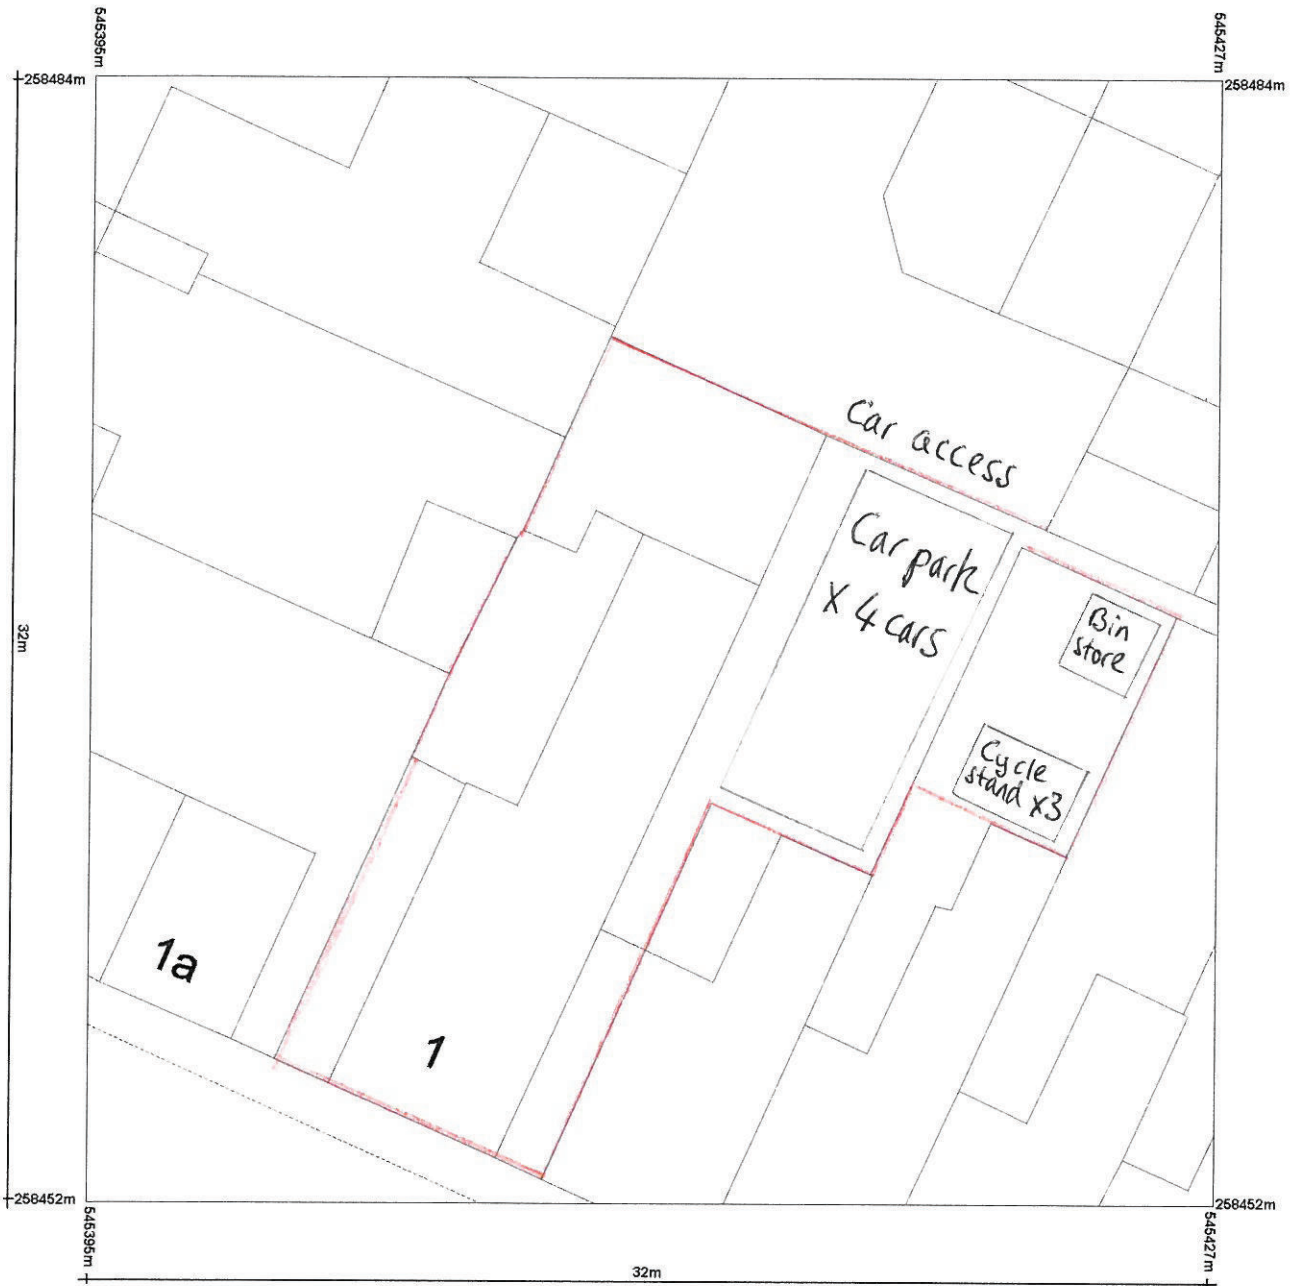 545395m
545427m
258484m
258484m
Car access
Car park
X 4 cars
Bin
store
32m
Cycle
stand x3
1a
1
258452m
258452m
545395m
545427m
32m